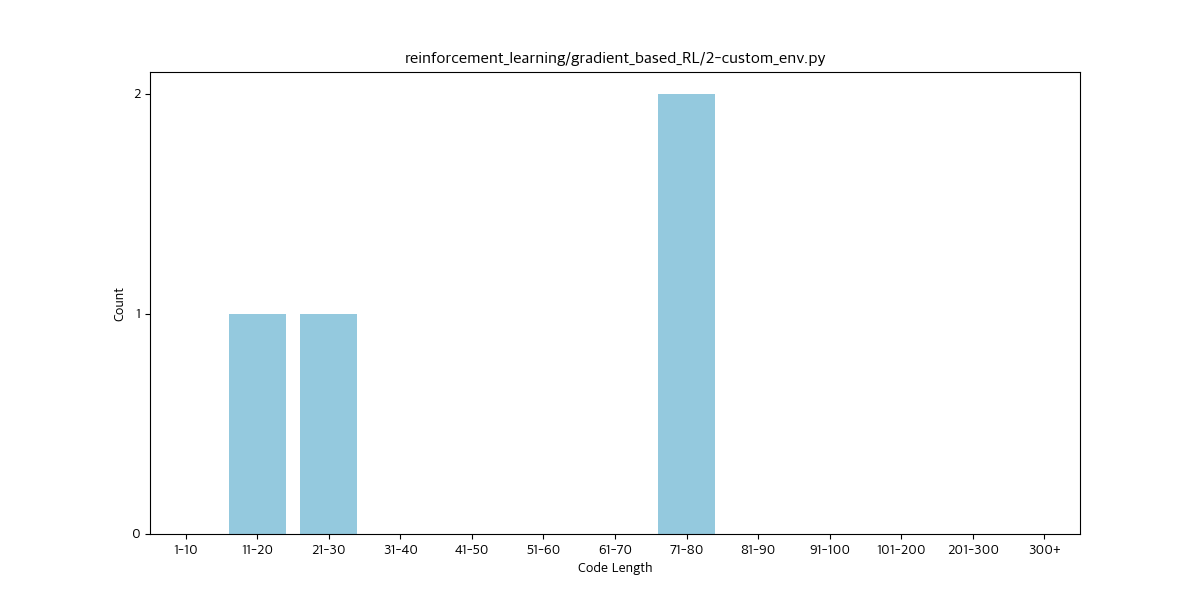 reinforcement_learning/gradient_based_RL/2-custom_env.py
2
1
0
Count
1-10 11-20 21-30 31-40 41-50 51-60 61-70 71-80 81-90 91-100 101-200 201-300 300+
Code Length